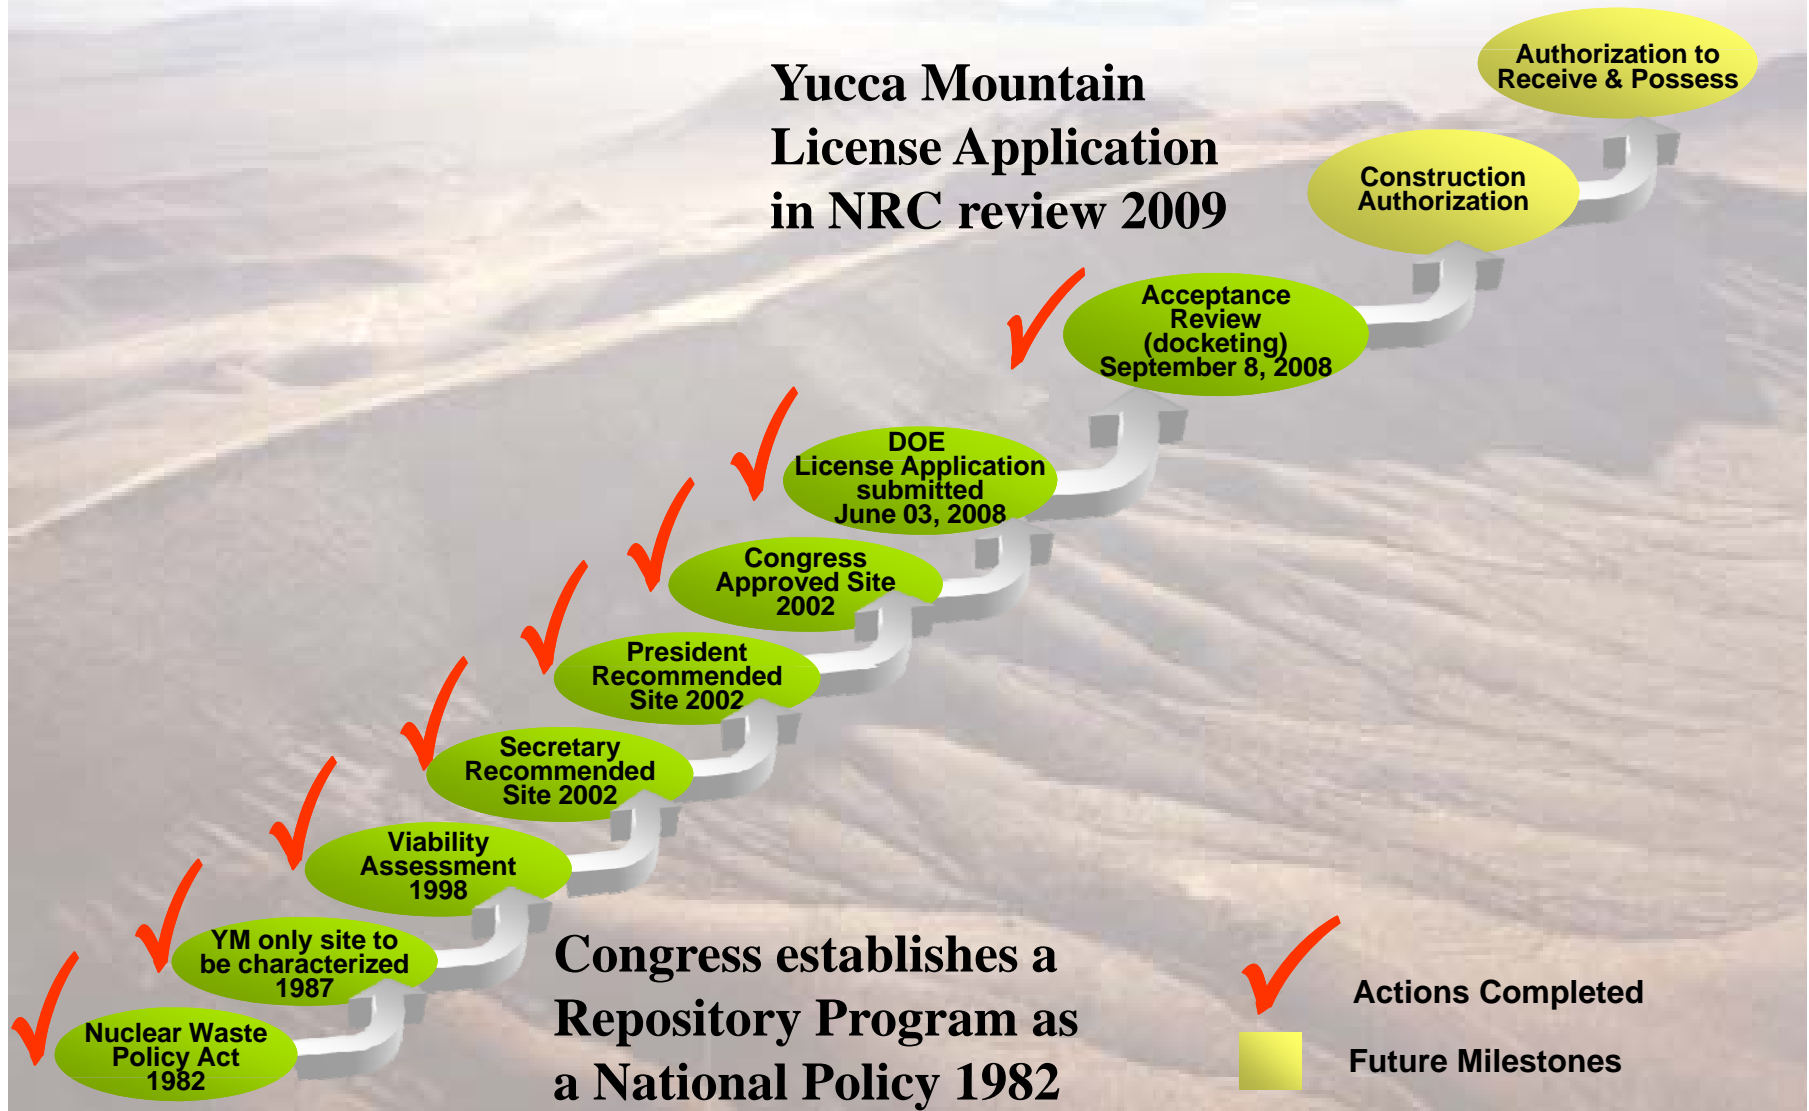 Yucca Mountain
License Application
in NRC review 2009
Authorization to
Receive & Possess
Construction
Authorization
Acceptance
Review
(docketing)
September 8, 2008
DOE
License Application
submitted
June 03, 2008
Congress
Approved Site
2002
President
Recommended
Site 2002
Secretary
Recommended
Site 2002
Viability
Assessment
1998
YM only site to
be characterized
1987
Nuclear Waste
Policy Act
1982
Congress establishes a
Repository Program as
a National Policy 1982
Actions Completed
Future Milestones